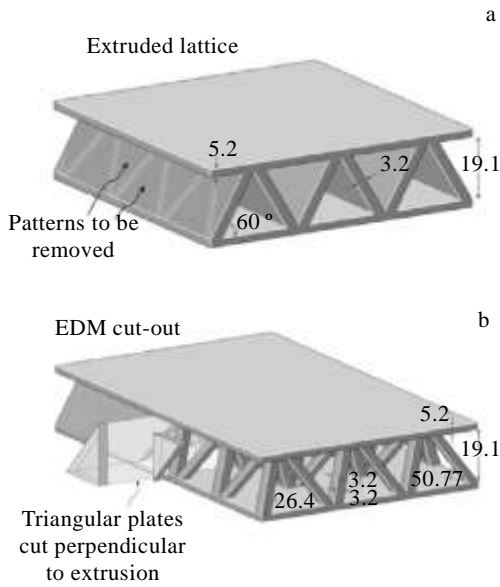 a
Extruded lattice
5.2
3.2
19.1
60 º
Patterns to be
removed
b
EDM cut-out
5.2
19.1
3.2
50.77
26.4
3.2
Triangular plates
cut perpendicular
to extrusion